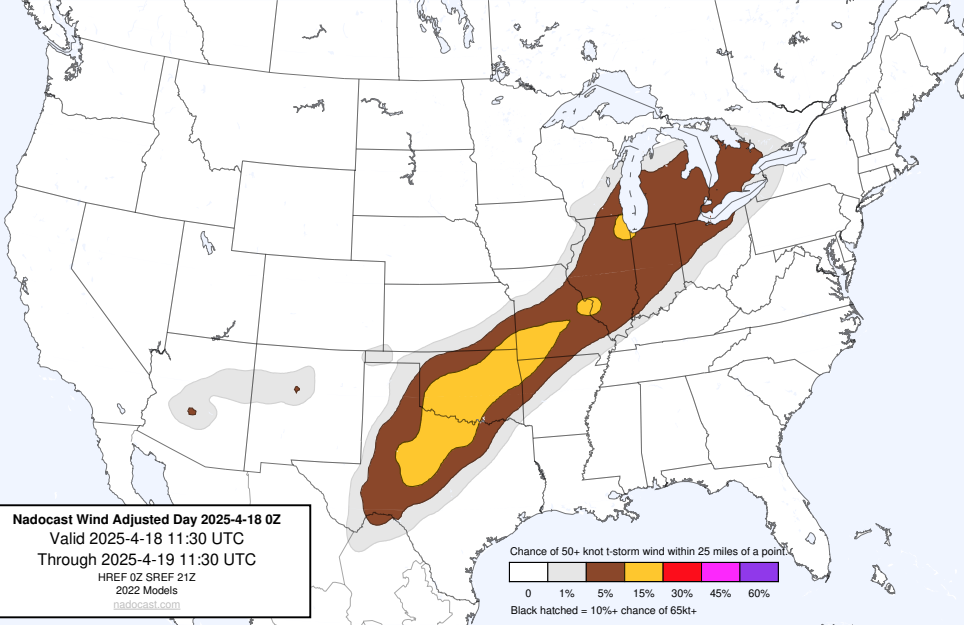 Nadocast Wind Adjusted Day 2025-4-18 0Z
Valid 2025-4-18 11:30 UTC
Through 2025-4-19 11:30 UTC
HREF 0Z SREF 21Z
2022 Models
nadocast.com
Chance of 50+ knot t-storm wind within 25 miles of a point.
0 1% 5% 15% 30% 45% 60%
Black hatched = 10%+ chance of 65kt+